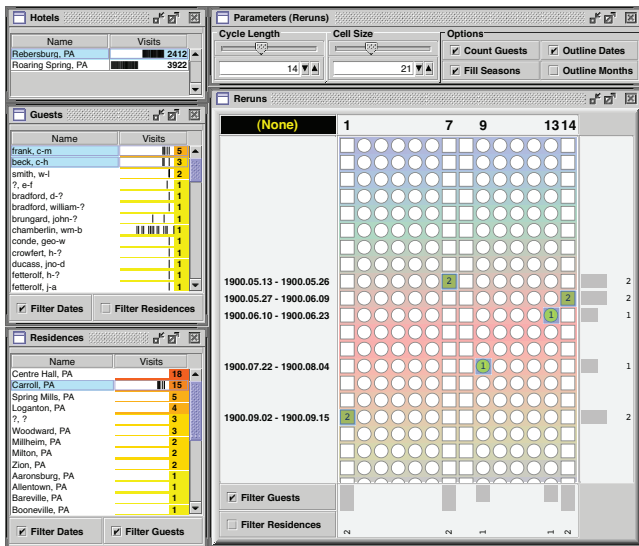 Hotels
Name Visits
Rebersburg, PA 2412
Roaring Spring, PA 3922
Guests
Name Visits
frank, c-m 5
beck, c-h 3
smith, w-l 2
?, e-f 1
bradford, d-? 1
bradford, william-? 1
brungard, john-? 1
chamberlin, wm-b 1
conde, geo-w 1
crowfert, h-? 1
ducass, jno-d 1
fetterolf, h-? 1
fetterolf, j-a 1
Filter Dates Filter Residences
Residences
Name Visits
Centre Hall, PA 18
Carroll, PA 15
Spring Mills, PA 5
Loganton, PA 4
?, ? 3
Woodward, PA 3
Millheim, PA 2
Milton, PA 2
Zion, PA 2
Aaronsburg, PA 1
Allentown, PA 1
Bareville, PA 1
Booneville, PA 1
Filter Dates Filter Guests
Parameters (Reruns)
Cycle Length Cell Size Options
14 21
Count Guests Outline Dates
Fill Seasons Outline Months
Reruns
(None) 1 7 9 13 14
1900.05.13 - 1900.05.26 2 2
1900.05.27 - 1900.06.09 2 2
1900.06.10 - 1900.06.23 1 1
1900.07.22 - 1900.08.04 1 1
1900.09.02 - 1900.09.15 2 2
Filter Guests
Filter Residences
2 2 1 1 2